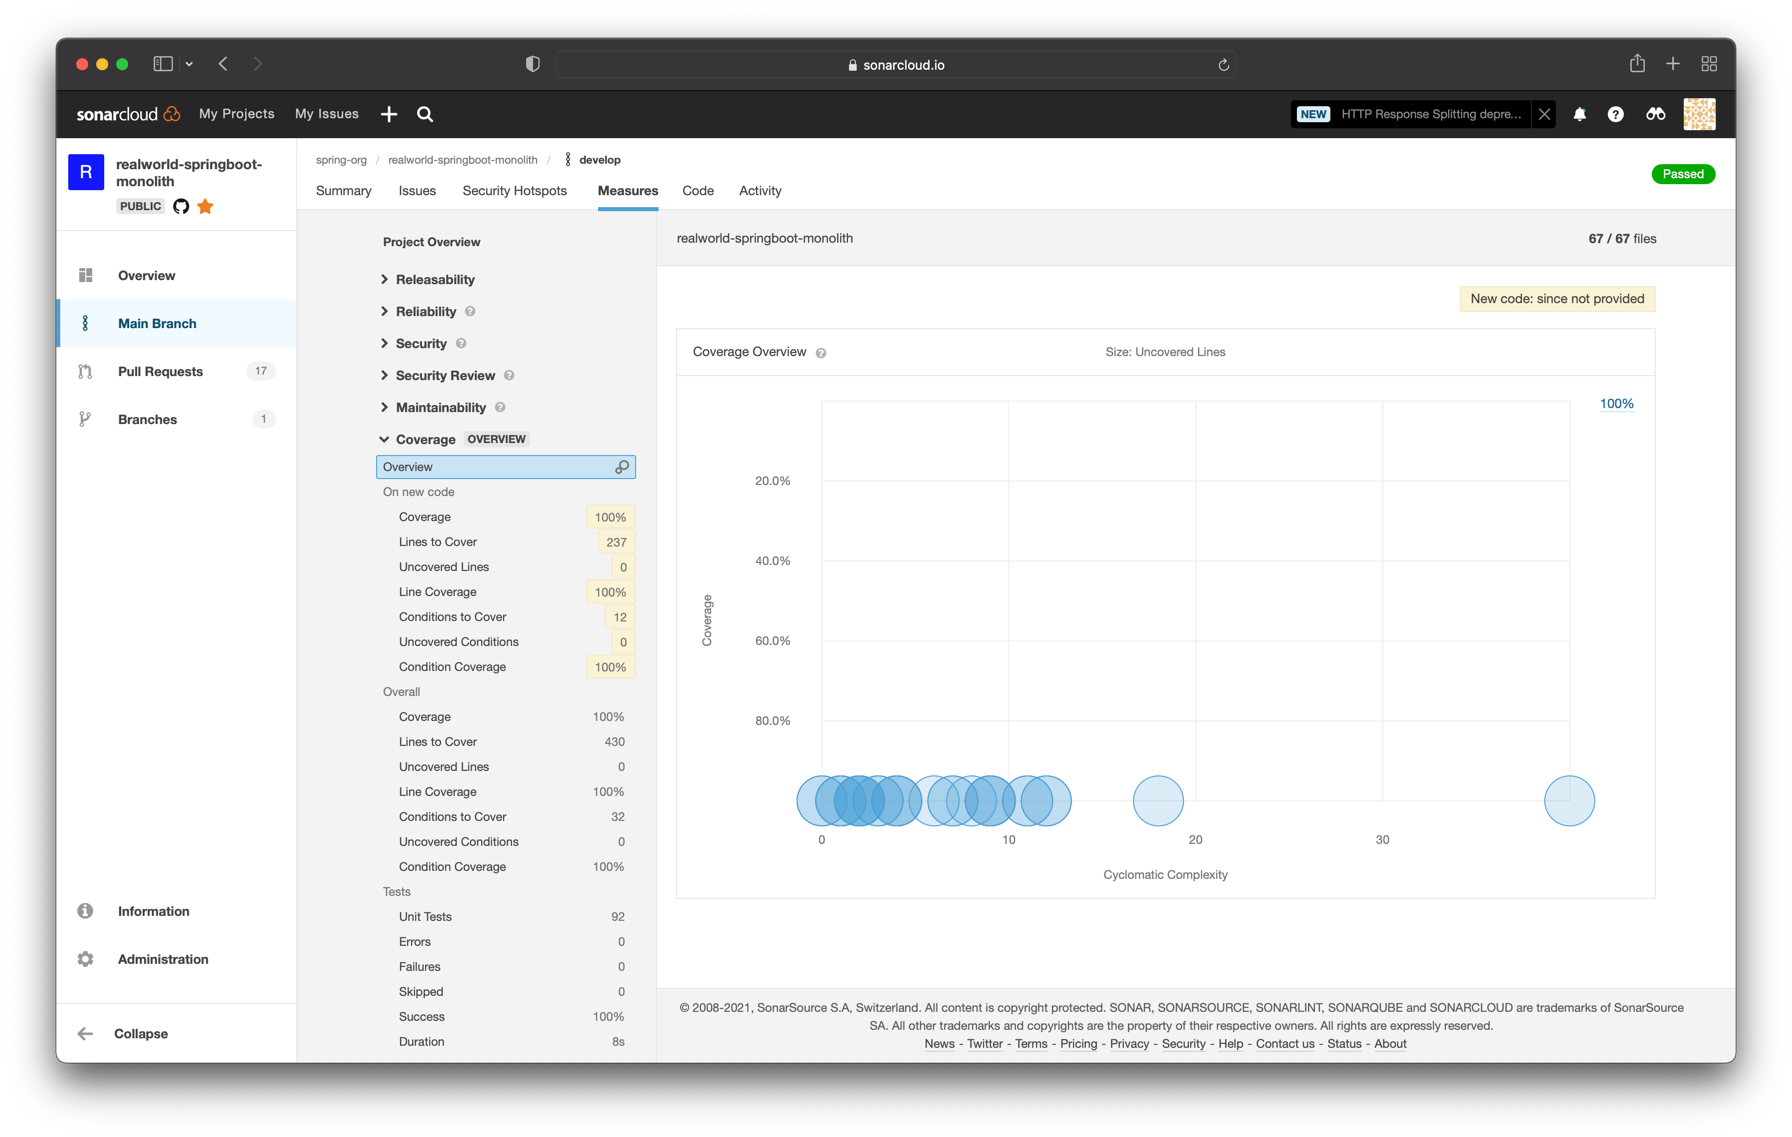 sonarcloud.io
sonarcloud My Projects My Issues
NEW HTTP Response Splitting depre...
R
realworld-springboot-
monolith
PUBLIC
Overview
Main Branch
Pull Requests 17
Branches 1
Information
Administration
Collapse
spring-org / realworld-springboot-monolith / develop
Passed
Summary Issues Security Hotspots Measures Code Activity
Project Overview
Releasability
Reliability ?
Security ?
Security Review ?
Maintainability ?
Coverage OVERVIEW
Overview
On new code
Coverage 100%
Lines to Cover 237
Uncovered Lines 0
Line Coverage 100%
Conditions to Cover 12
Uncovered Conditions 0
Condition Coverage 100%
Overall
Coverage 100%
Lines to Cover 430
Uncovered Lines 0
Line Coverage 100%
Conditions to Cover 32
Uncovered Conditions 0
Condition Coverage 100%
Tests
Unit Tests 92
Errors 0
Failures 0
Skipped 0
Success 100%
Duration 8s
realworld-springboot-monolith 67 / 67 files
New code: since not provided
Coverage Overview ? Size: Uncovered Lines
100%
20.0%
40.0%
60.0%
80.0%
Coverage
0 10 20 30
Cyclomatic Complexity
© 2008-2021, SonarSource S.A, Switzerland. All content is copyright protected. SONAR, SONARSOURCE, SONARLINT, SONARQUBE and SONARCLOUD are trademarks of SonarSource
SA. All other trademarks and copyrights are the property of their respective owners. All rights are expressly reserved.
News - Twitter - Terms - Pricing - Privacy - Security - Help - Contact us - Status - About